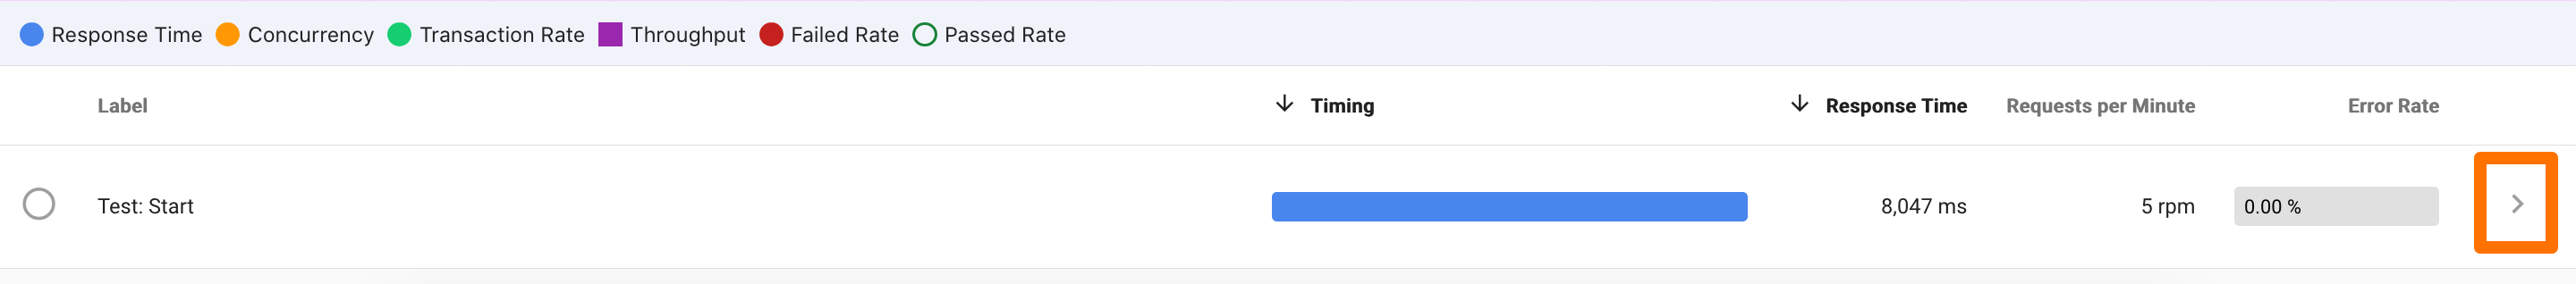 Response Time Concurrency Transaction Rate Throughput Failed Rate Passed Rate
Label Timing Response Time Requests per Minute Error Rate
Test: Start 8,047 ms 5 rpm 0.00 %